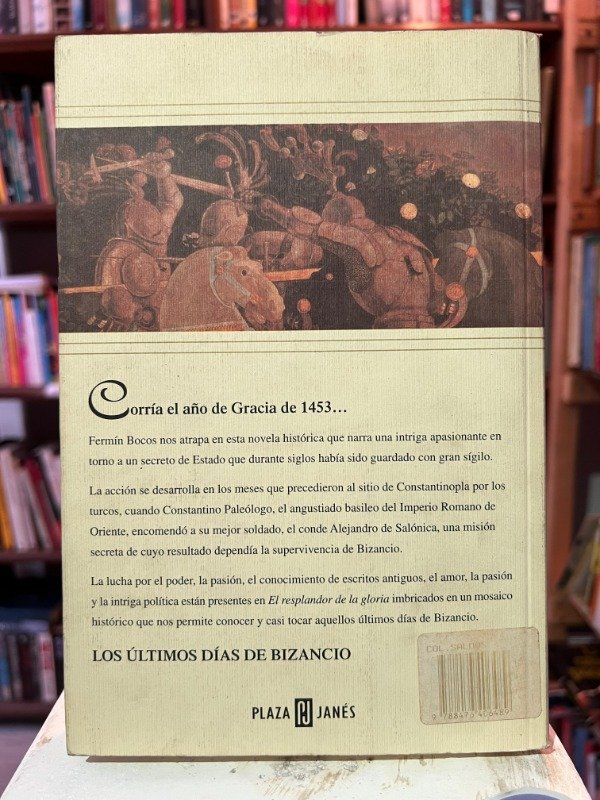 Corría el año de Gracia de 1453...
Fermín Bocos nos atrapa en esta novela histórica que narra una intriga apasionante en
torno a un secreto de Estado que durante siglos había sido guardado con gran sígilo.
La acción se desarrolla en los meses que precedieron al sitio de Constantinopla por los
turcos, cuando Constantino Paleólogo, el angustiado basileo del Imperio Romano de
Oriente, encomendó a su mejor soldado, el conde Alejandro de Salónica, una misión
secreta de cuyo resultado dependía la supervivencia de Bizancio.
La lucha por el poder, la pasión, el conocimiento de escritos antiguos, el amor, la pasión
y la intriga política están presentes en El resplandor de la gloria imbricados en un mosaico
histórico que nos permite conocer y casi tocar aquellos últimos días de Bizancio.
LOS ÚLTIMOS DÍAS DE BIZANCIO
COL.
PLAZA JANÉS